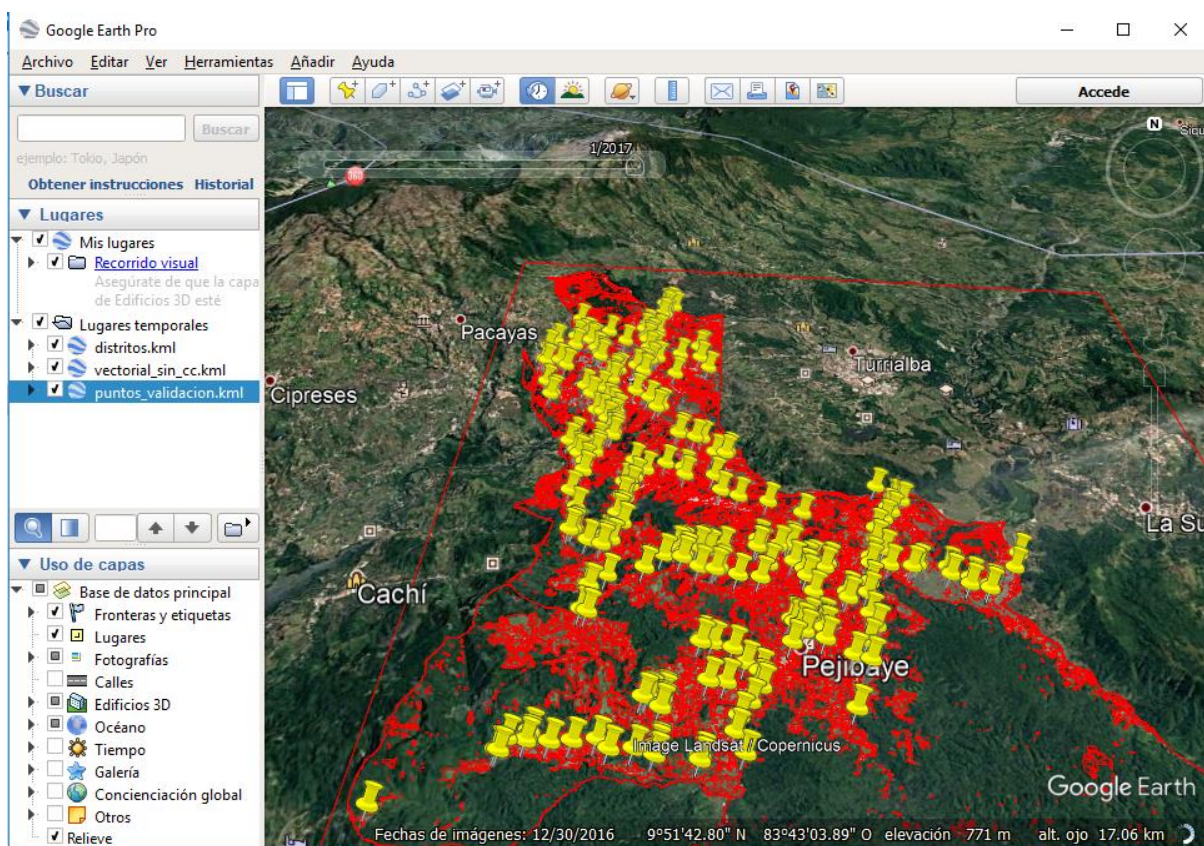 Google Earth Pro
Archivo Editar Ver Herramientas Añadir Ayuda
Buscar
Buscar
ejemplo: Tokio, Japón
Obtener instrucciones Historial
Lugares
Mis lugares
Recorrido visual
Asegúrate de que la capa
de Edificios 3D esté
Lugares temporales
distritos.kml
vectorial_sin_cc.kml
puntos_validacion.kml
Uso de capas
Base de datos principal
Fronteras y etiquetas
Lugares
Fotografías
Calles
Edificios 3D
Océano
Tiempo
Galería
Concienciación global
Otros
Relieve
Accede
N
Siqu
1/2017
360
Pacayas
Turrialba
Cipreses
La Su
Cachí
Pejibaye
Image Landsat / Copernicus
Google Earth
Fechas de imágenes: 12/30/2016 9°51'42.80" N 83°43'03.89" O elevación 771 m alt. ojo 17.06 km